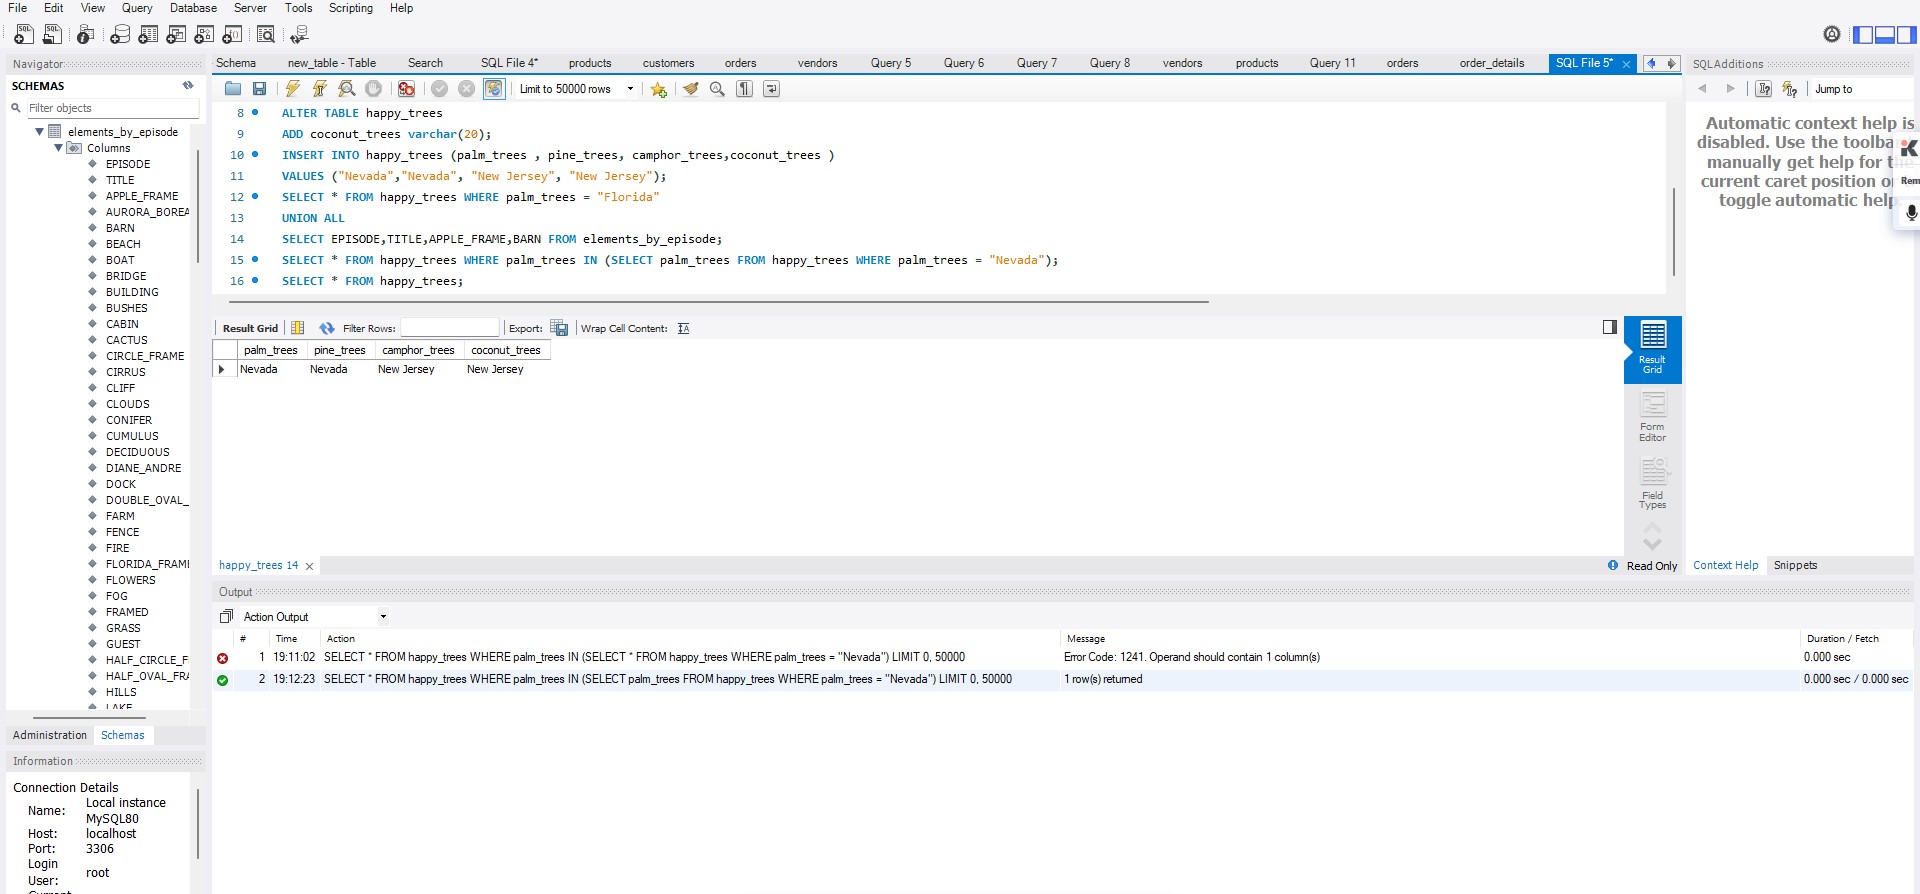 File Edit View Query Database Server Tools Scripting Help
Navigator
SCHEMAS
Filter objects
elements_by_episode
Columns
EPISODE
TITLE
APPLE_FRAME
AURORA_BOREA
BARN
BEACH
BOAT
BRIDGE
BUILDING
BUSHES
CABIN
CACTUS
CIRCLE_FRAME
CIRRUS
CLIFF
CLOUDS
CONIFER
CUMULUS
DECIDUOUS
DIANE_ANDRE
DOCK
DOUBLE_OVAL_
FARM
FENCE
FIRE
FLORIDA_FRAME
FLOWERS
FOG
FRAMED
GRASS
GUEST
HALF_CIRCLE_F
HALF_OVAL_FRA
HILLS
LAKE
Administration Schemas
Information
Connection Details
Name: Local instance MySQL80
Host: localhost
Port: 3306
Login User: root
Schema new_table - Table Search SQL File 4* products customers orders vendors Query 5 Query 6 Query 7 Query 8 vendors products Query 11 orders order_details SQL File 5*
Limit to 50000 rows
8 ALTER TABLE happy_trees
9 ADD coconut_trees varchar(20);
10 INSERT INTO happy_trees (palm_trees , pine_trees, camphor_trees,coconut_trees )
11 VALUES ("Nevada","Nevada", "New Jersey", "New Jersey");
12 SELECT * FROM happy_trees WHERE palm_trees = "Florida"
13 UNION ALL
14 SELECT EPISODE,TITLE,APPLE_FRAME,BARN FROM elements_by_episode;
15 SELECT * FROM happy_trees WHERE palm_trees IN (SELECT palm_trees FROM happy_trees WHERE palm_trees = "Nevada");
16 SELECT * FROM happy_trees;
Result Grid Filter Rows: Export: Wrap Cell Content:
palm_trees pine_trees camphor_trees coconut_trees
Nevada Nevada New Jersey New Jersey
Result Grid
Form Editor
Field Types
happy_trees 14
Read Only
Output
Action Output
# Time Action Message Duration / Fetch
1 19:11:02 SELECT * FROM happy_trees WHERE palm_trees IN (SELECT * FROM happy_trees WHERE palm_trees = "Nevada") LIMIT 0, 50000 Error Code: 1241. Operand should contain 1 column(s) 0.000 sec
2 19:12:23 SELECT * FROM happy_trees WHERE palm_trees IN (SELECT palm_trees FROM happy_trees WHERE palm_trees = "Nevada") LIMIT 0, 50000 1 row(s) returned 0.000 sec / 0.000 sec
SQLAdditions
Jump to
Automatic context help is
disabled. Use the toolba
manually get help for th
current caret position o
toggle automatic help.
Rem
Context Help Snippets